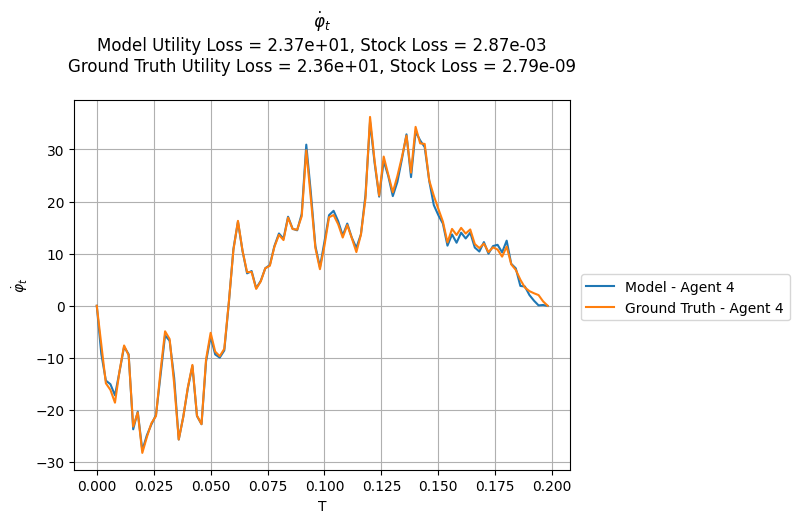 φ̇ₜ
Model Utility Loss = 2.37e+01, Stock Loss = 2.87e-03
Ground Truth Utility Loss = 2.36e+01, Stock Loss = 2.79e-09
φ̇ₜ
30
20
10
0
−10
−20
−30
0.000 0.025 0.050 0.075 0.100 0.125 0.150 0.175 0.200
T
Model - Agent 4
Ground Truth - Agent 4